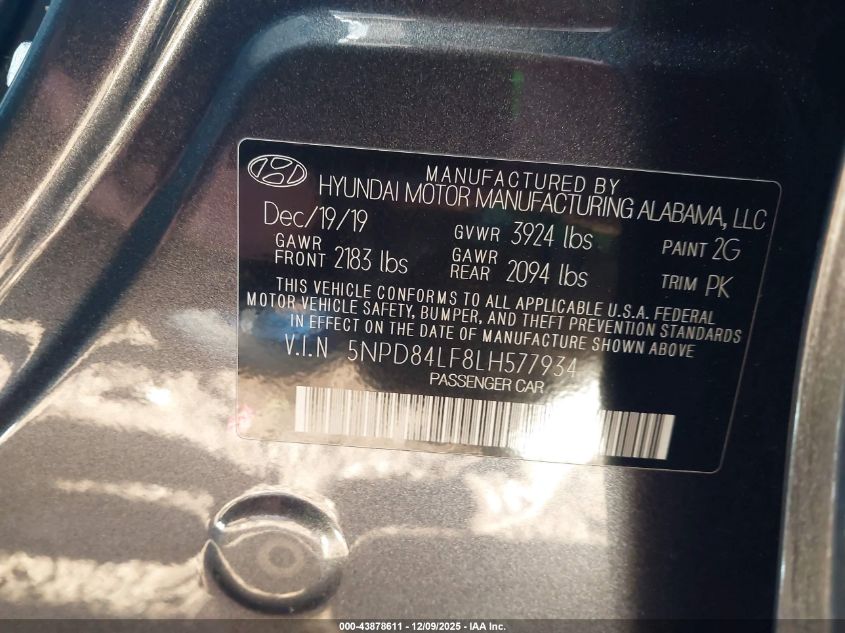 MANUFACTURED BY
HYUNDAI MOTOR MANUFACTURING ALABAMA, LLC
Dec/19/19 GVWR 3924 lbs PAINT 2G
GAWR FRONT 2183 lbs GAWR REAR 2094 lbs TRIM PK
THIS VEHICLE CONFORMS TO ALL APPLICABLE U.S.A. FEDERAL
MOTOR VEHICLE SAFETY, BUMPER, AND THEFT PREVENTION STANDARDS
IN EFFECT ON THE DATE OF MANUFACTURE SHOWN ABOVE
V.I.N 5NPD84LF8LH577934
PASSENGER CAR
000-43878611 - 12/09/2025 - IAA Inc.